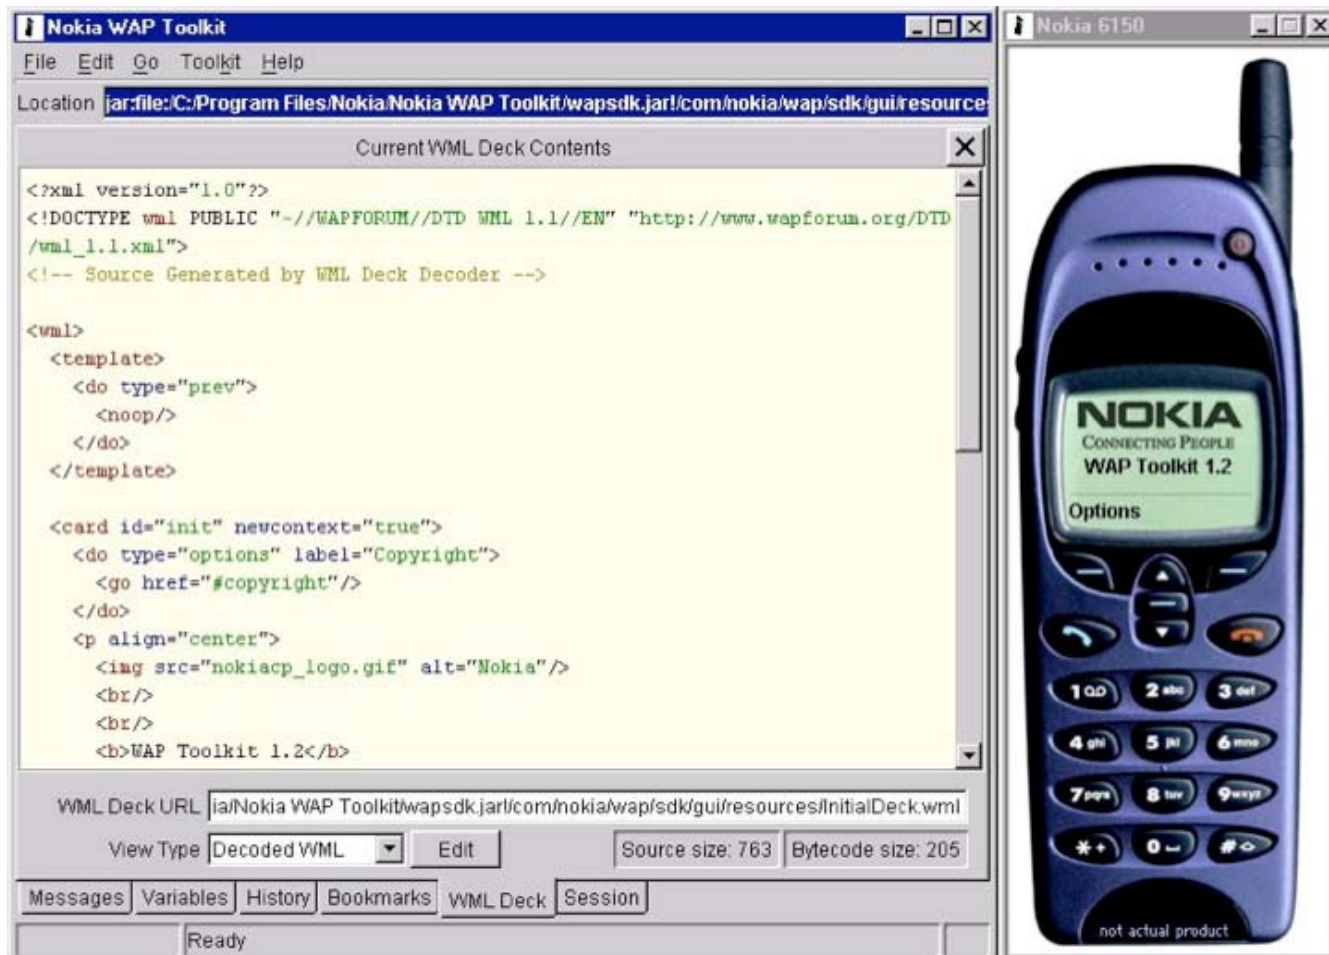 Nokia WAP Toolkit
File Edit Go Toolkit Help
Location jar:file:/C:/Program Files/Nokia/Nokia WAP Toolkit/wapsdk.jar!/com/nokia/wap/sdk/gui/resources
Current WML Deck Contents
<?xml version="1.0"?>
<!DOCTYPE wml PUBLIC "-//WAPFORUM//DTD WML 1.1//EN" "http://www.wapforum.org/DTD
/wml_1.1.xml">
<!-- Source Generated by WML Deck Decoder -->
<wml>
<template>
<do type="prev">
<noop/>
</do>
</template>
<card id="init" newcontext="true">
<do type="options" label="Copyright">
<go href="#copyright"/>
</do>
<p align="center">
<img src="nokiacp_logo.gif" alt="Nokia"/>
<br/>
<br/>
<b>WAP Toolkit 1.2</b>
WML Deck URL ia/Nokia WAP Toolkit/wapsdk.jar!/com/nokia/wap/sdk/gui/resources/InitialDeck.wml
View Type Decoded WML Edit Source size: 763 Bytecode size: 205
Messages Variables History Bookmarks WML Deck Session
Ready
Nokia 6150
NOKIA
CONNECTING PEOPLE
WAP Toolkit 1.2
Options
1 2 abc 3 def
4 ghi 5 jkl 6 mno
7 pqrs 8 tuv 9 wxyz
* + 0 #
not actual product